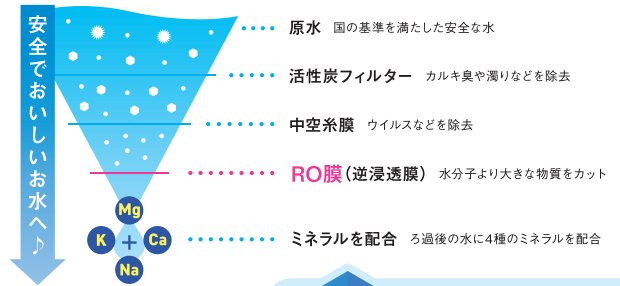 安全でおいしいお水へ♪
原水 国の基準を満たした安全な水
活性炭フィルター カルキ臭や濁りなどを除去
中空糸膜 ウイルスなどを除去
RO膜(逆浸透膜) 水分子より大きな物質をカット
Mg
K + Ca
Na
ミネラルを配合 ろ過後の水に4種のミネラルを配合